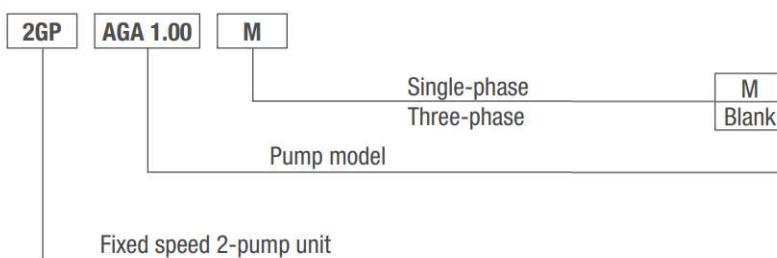 2GP AGA 1.00 M
Single-phase M
Three-phase Blank
Pump model
Fixed speed 2-pump unit